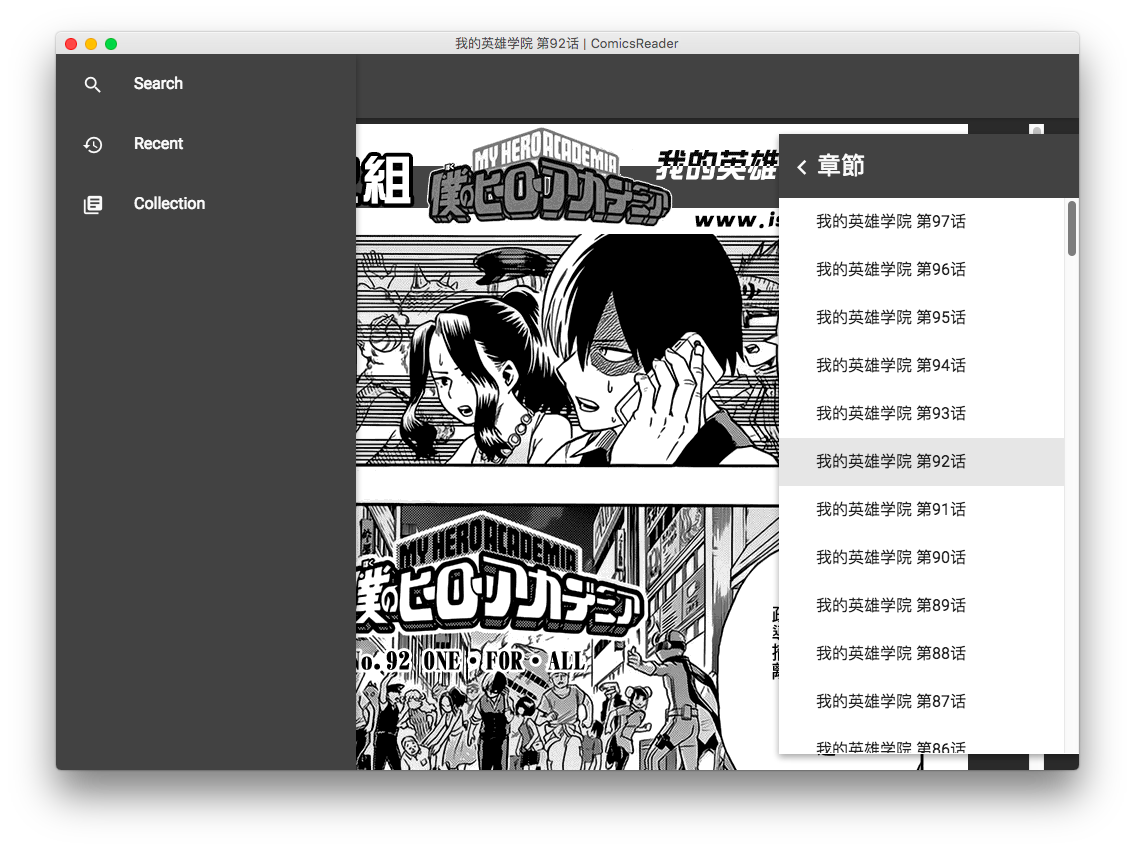 我的英雄学院 第92话 | ComicsReader
Search
Recent
Collection
組
MY HERO ACADEMIA
僕のヒーローアカデミア
我的英雄
www.is
章節
我的英雄学院 第97话
我的英雄学院 第96话
我的英雄学院 第95话
我的英雄学院 第94话
我的英雄学院 第93话
我的英雄学院 第92话
我的英雄学院 第91话
我的英雄学院 第90话
我的英雄学院 第89话
我的英雄学院 第88话
我的英雄学院 第87话
我的英雄学院 第86话
MY HERO ACADEMIA
僕のヒーローアカデミア
No.92 ONE・FOR・ALL